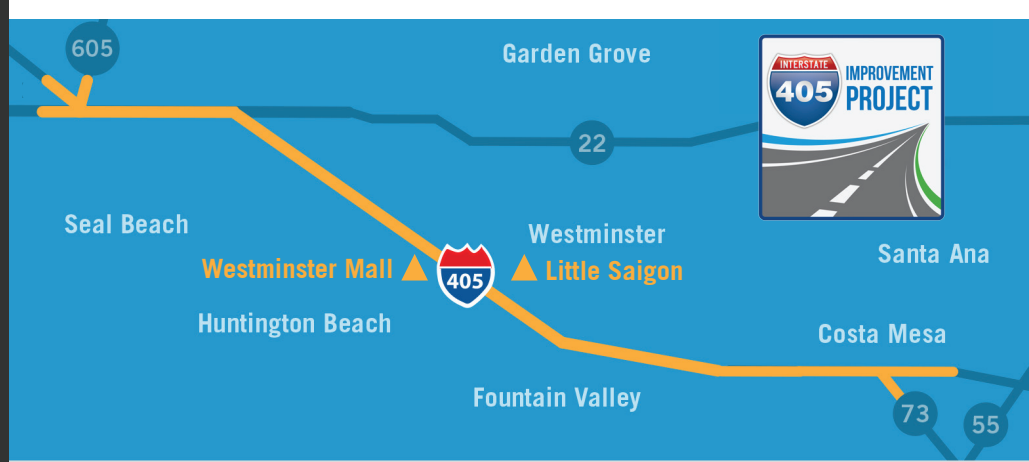 605
Garden Grove
INTERSTATE
405
IMPROVEMENT
PROJECT
22
Seal Beach
Westminster
Santa Ana
Westminster Mall
405
Little Saigon
Huntington Beach
Costa Mesa
Fountain Valley
73
55